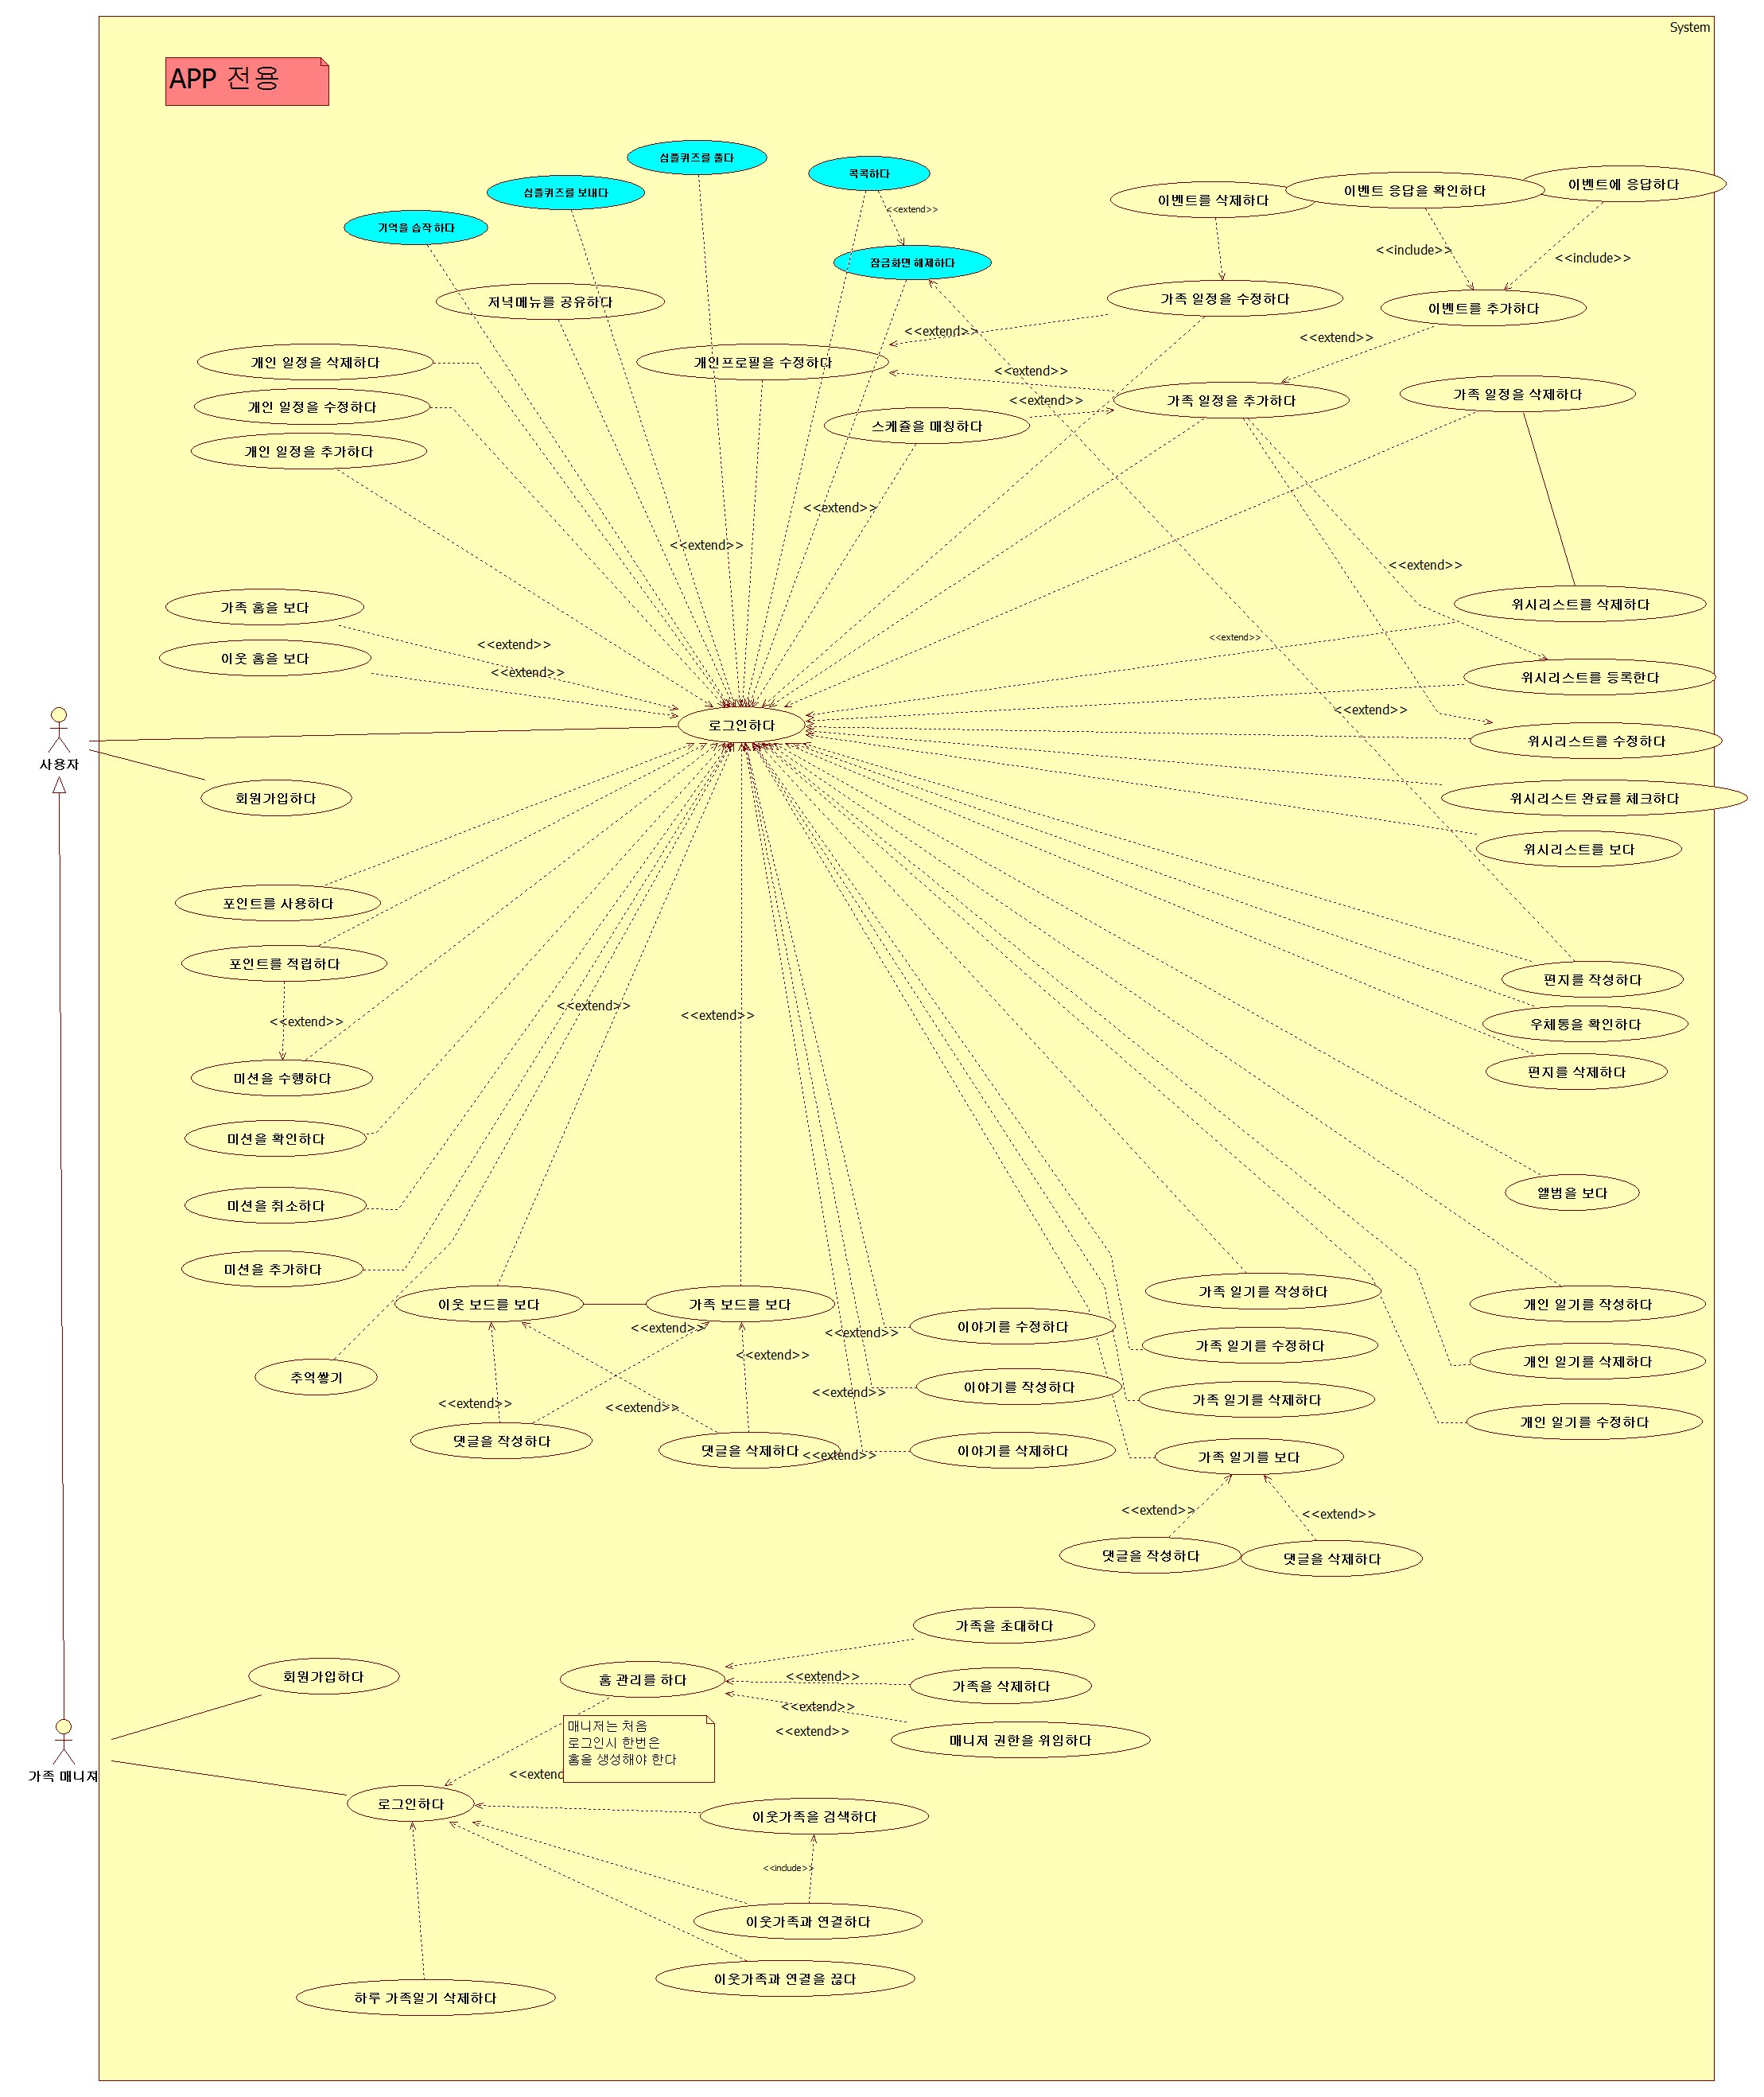 System
APP 전용
심플퀴즈를 풀다
콕콕하다
심플퀴즈를 보내다
이벤트를 삭제하다
이벤트 응답을 확인하다
이벤트에 응답하다
<<extend>>
기억을 습작 하다
<<include>>
<<include>>
잠금화면 해제하다
저녁메뉴를 공유하다
가족 일정을 수정하다
이벤트를 추가하다
<<extend>>
<<extend>>
개인 일정을 삭제하다
개인프로필을 수정하다
<<extend>>
가족 일정을 삭제하다
<<extend>>
가족 일정을 추가하다
개인 일정을 수정하다
스케쥴을 매칭하다
개인 일정을 추가하다
<<extend>>
<<extend>>
<<extend>>
가족 홈을 보다
위시리스트를 삭제하다
<<extend>>
<<extend>>
이웃 홈을 보다
<<extend>>
위시리스트를 등록한다
<<extend>>
로그인하다
위시리스트를 수정하다
사용자
회원가입하다
위시리스트 완료를 체크하다
위시리스트를 보다
포인트를 사용하다
포인트를 적립하다
편지를 작성하다
<<extend>>
<<extend>>
<<extend>>
우체통을 확인하다
미션을 수행하다
편지를 삭제하다
미션을 확인하다
앨범을 보다
미션을 취소하다
미션을 추가하다
가족 일기를 작성하다
이웃 보드를 보다
가족 보드를 보다
개인 일기를 작성하다
<<extend>>
<<extend>>
이야기를 수정하다
가족 일기를 수정하다
<<extend>>
개인 일기를 삭제하다
추억쌓기
<<extend>>
이야기를 작성하다
가족 일기를 삭제하다
<<extend>>
<<extend>>
개인 일기를 수정하다
댓글을 작성하다
댓글을 삭제하다
<<extend>>
이야기를 삭제하다
가족 일기를 보다
<<extend>>
<<extend>>
댓글을 작성하다
댓글을 삭제하다
가족을 초대하다
회원가입하다
홈 관리를 하다
<<extend>>
가족을 삭제하다
<<extend>>
매니저는 처음
로그인시 한번은
홈을 생성해야 한다
<<extend>>
매니저 권한을 위임하다
가족 매니져
<<extend
로그인하다
이웃가족을 검색하다
<<include>>
이웃가족과 연결하다
이웃가족과 연결을 끊다
하루 가족일기 삭제하다